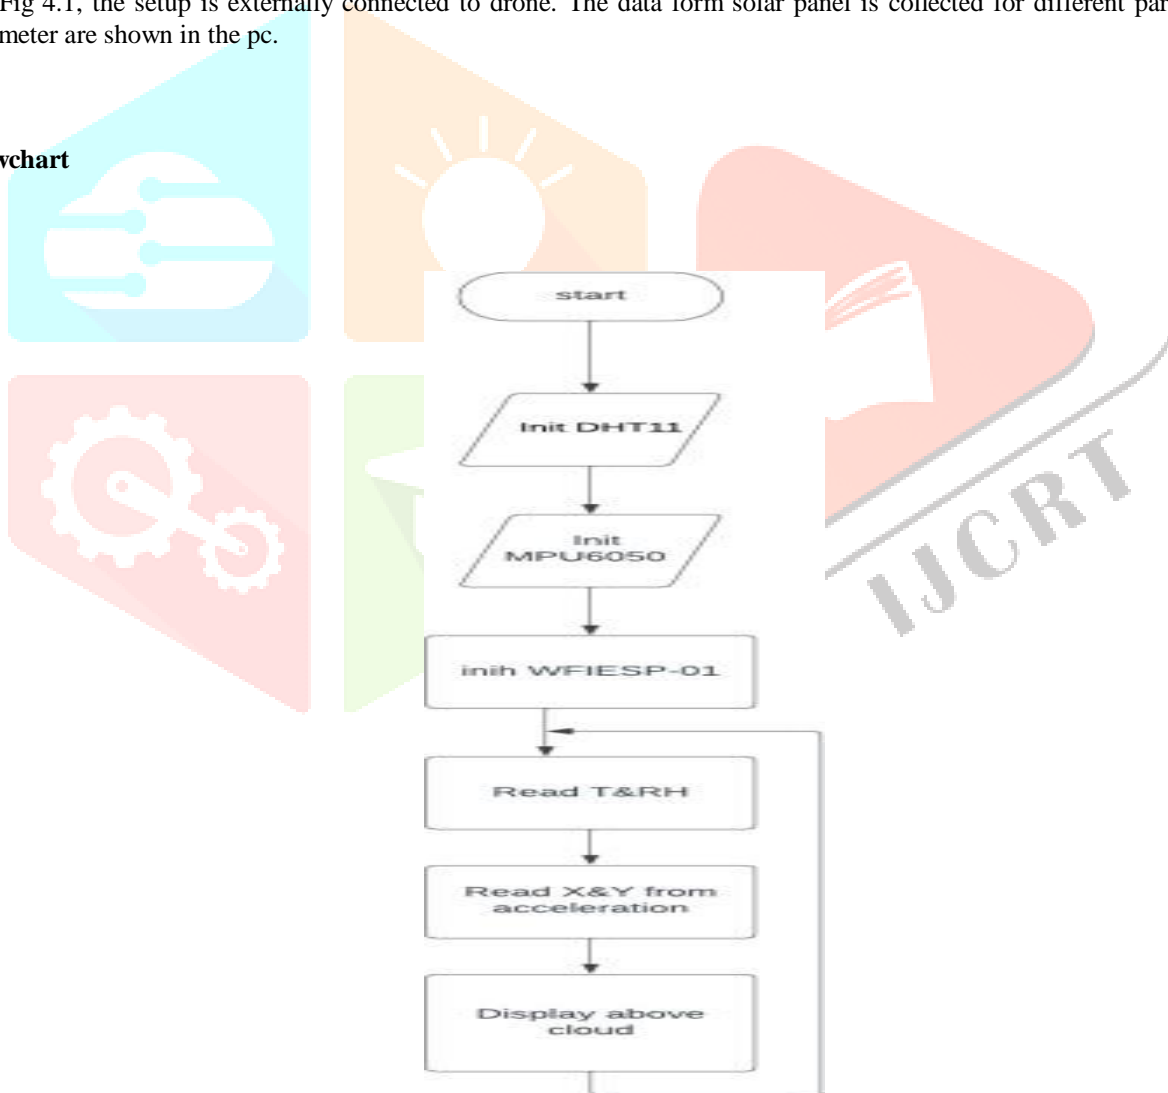 Fig 4.1, the setup is externally connected to drone. The data form solar panel is collected for different par
meter are shown in the pc.
wchart
start
Init DHT11
Init
MPU6050
inih WFIESP-01
Read T&RH
Read X&Y from
acceleration
Display above
cloud
IJCRT